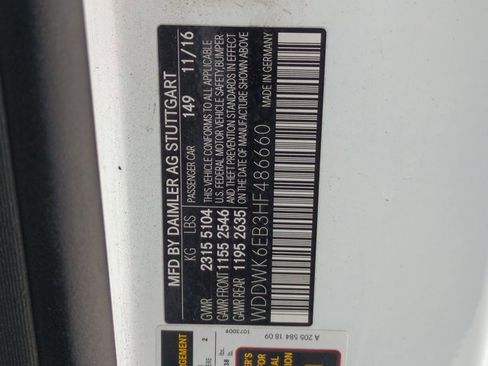 MFD BY DAIMLER AG STUTTGART
PASSENGER CAR 149 11/16
KG LBS
THIS VEHICLE CONFORMS TO ALL APPLICABLE
U.S. FEDERAL MOTOR VEHICLE SAFETY, BUMPER
AND THEFT PREVENTION STANDARDS IN EFFECT
ON THE DATE OF MANUFACTURE SHOWN ABOVE
GVWR 2315 5104
GAWR FRONT 1155 2546
GAWR REAR 1195 2635
MADE IN GERMANY
WDDWK6EB3HF486660
A 205 584 18 09
1073009